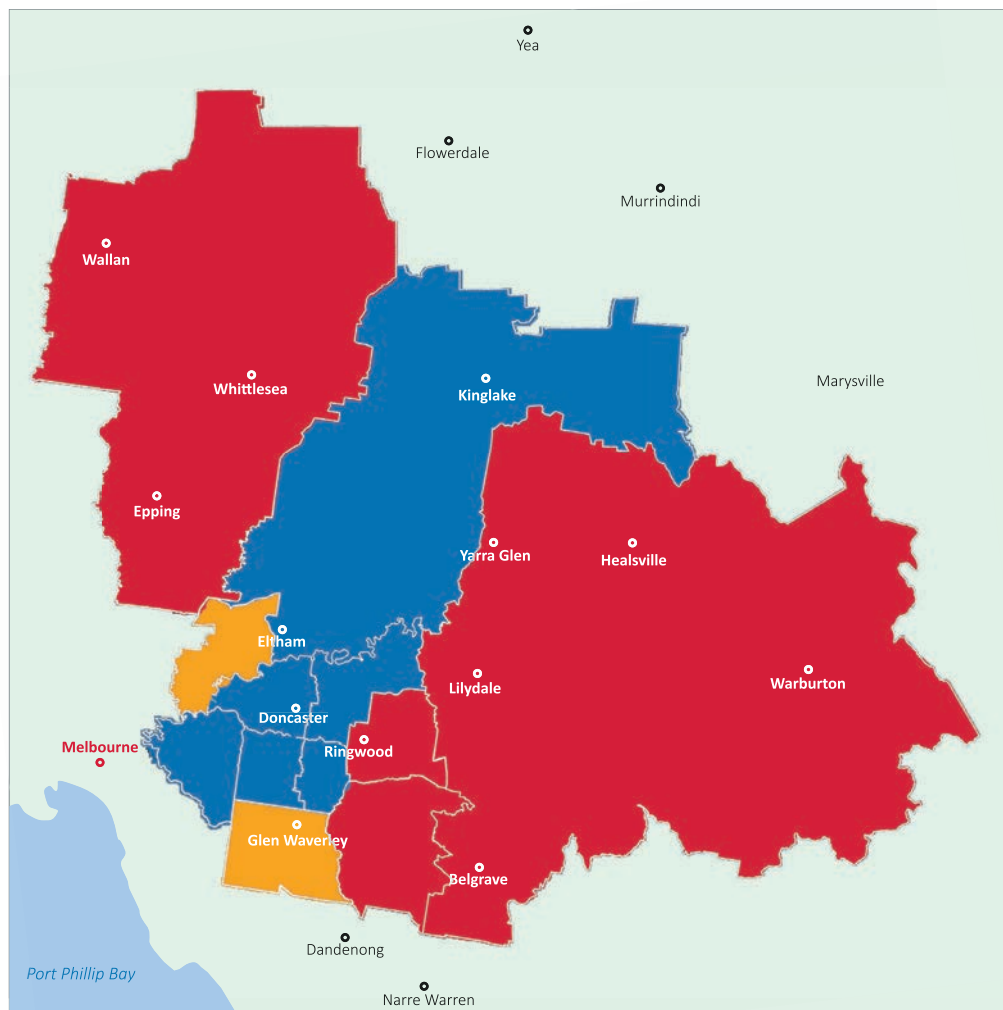 Yea
Flowerdale
Murrindindi
Wallan
Whittlesea
Kinglake
Marysville
Epping
Yarra Glen
Healsville
Eltham
Lilydale
Warburton
Doncaster
Melbourne
Ringwood
Glen Waverley
Belgrave
Dandenong
Port Phillip Bay
Narre Warren